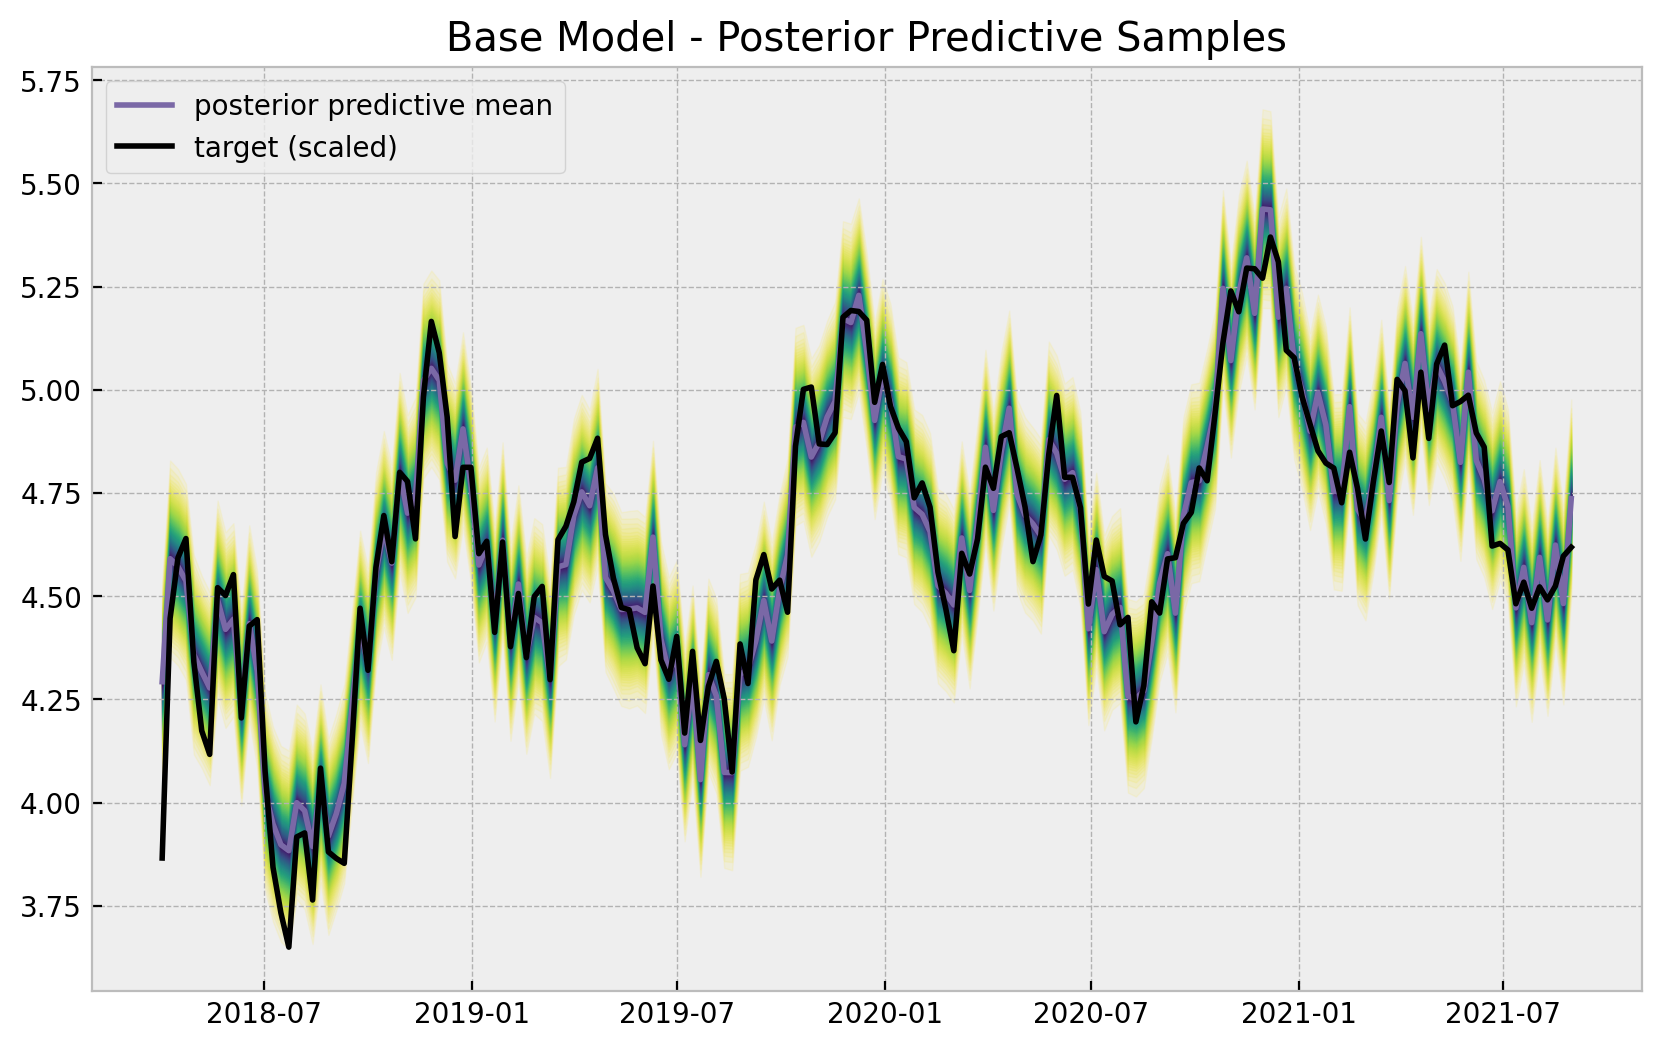 Base Model - Posterior Predictive Samples
posterior predictive mean
target (scaled)
5.75
5.50
5.25
5.00
4.75
4.50
4.25
4.00
3.75
2018-07 2019-01 2019-07 2020-01 2020-07 2021-01 2021-07